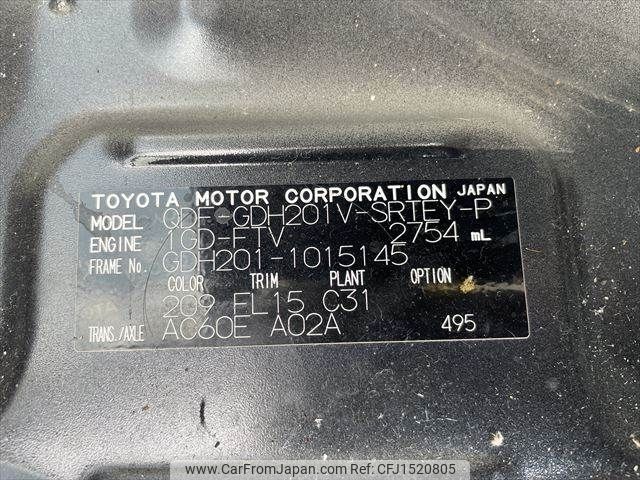 TOYOTA MOTOR CORPORATION JAPAN
MODEL QDF-GDH201V-SRTEY-P
ENGINE 1GD-FTV 2754 mL
FRAME No. GDH201-1015145
COLOR TRIM PLANT OPTION
209 FL15 C31
TRANS./AXLE AC60E A02A 495
www.CarFromJapan.com - Ref No: CFJ1520805